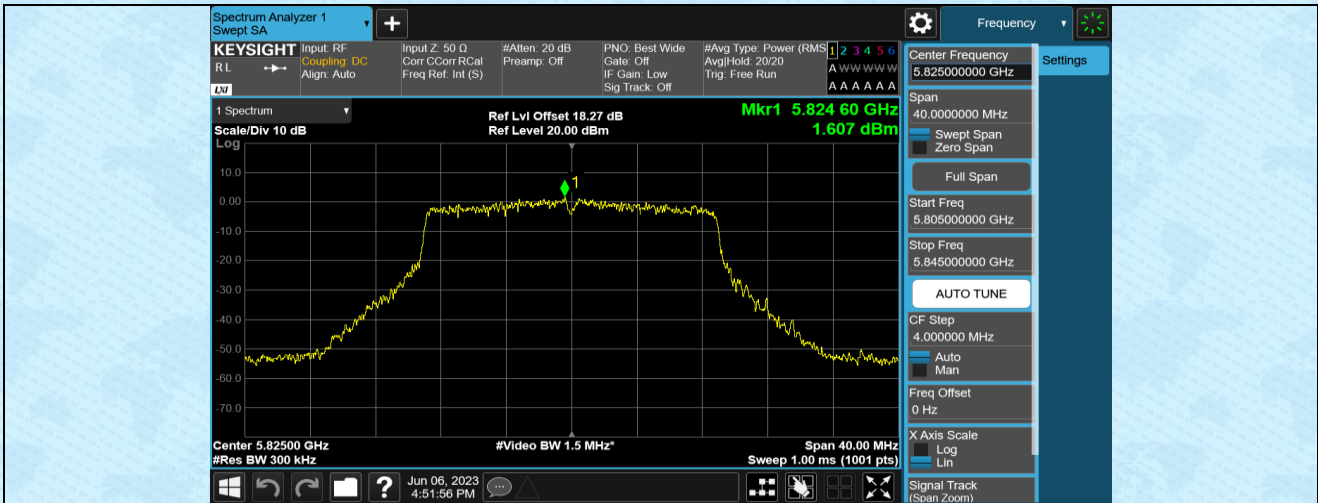 Spectrum Analyzer 1
Swept SA
+
Frequency
KEYSIGHT
RL
LXI
Input: RF
Coupling: DC
Align: Auto
Input Z: 50 Ω
Corr CCorr RCal
Freq Ref: Int (S)
#Atten: 20 dB
Preamp: Off
PNO: Best Wide
Gate: Off
IF Gain: Low
Sig Track: Off
#Avg Type: Power (RMS
Avg|Hold: 20/20
Trig: Free Run
1 2 3 4 5 6
A W W W W W
A A A A A A
1 Spectrum
Scale/Div 10 dB
Log
Ref Lvl Offset 18.27 dB
Ref Level 20.00 dBm
Mkr1 5.824 60 GHz
1.607 dBm
1
10.0
0.00
-10.0
-20.0
-30.0
-40.0
-50.0
-60.0
-70.0
Center 5.82500 GHz
#Res BW 300 kHz
#Video BW 1.5 MHz*
Span 40.00 MHz
Sweep 1.00 ms (1001 pts)
?
Jun 06, 2023
4:51:56 PM
Center Frequency
5.825000000 GHz
Span
40.0000000 MHz
Swept Span
Zero Span
Full Span
Start Freq
5.805000000 GHz
Stop Freq
5.845000000 GHz
AUTO TUNE
CF Step
4.000000 MHz
Auto
Man
Freq Offset
0 Hz
X Axis Scale
Log
Lin
Signal Track
(Span Zoom)
Settings